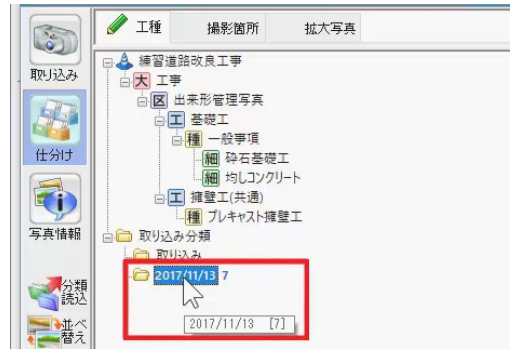 工種 撮影箇所 拡大写真
取り込み
仕分け
写真情報
分類読込
並べ替え
練習道路改良工事
大 工事
区 出来形管理写真
工 基礎工
種 一般事項
細 砕石基礎工
細 均しコンクリート
工 擁壁工(共通)
種 プレキャスト擁壁工
取り込み分類
取り込み
2017/11/13 7
2017/11/13 [7]